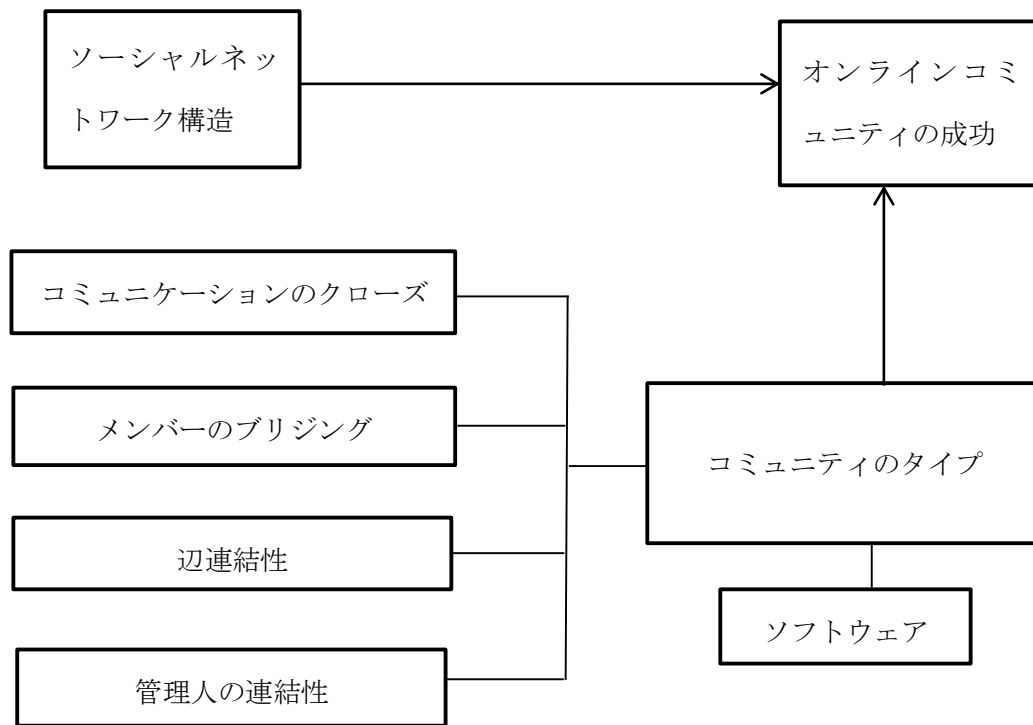 ソーシャルネッ
トワーク構造
オンラインコミ
ュニティの成功
コミュニケーションのクローズ
メンバーのブリジング
コミュニティのタイプ
辺連結性
ソフトウェア
管理人の連結性